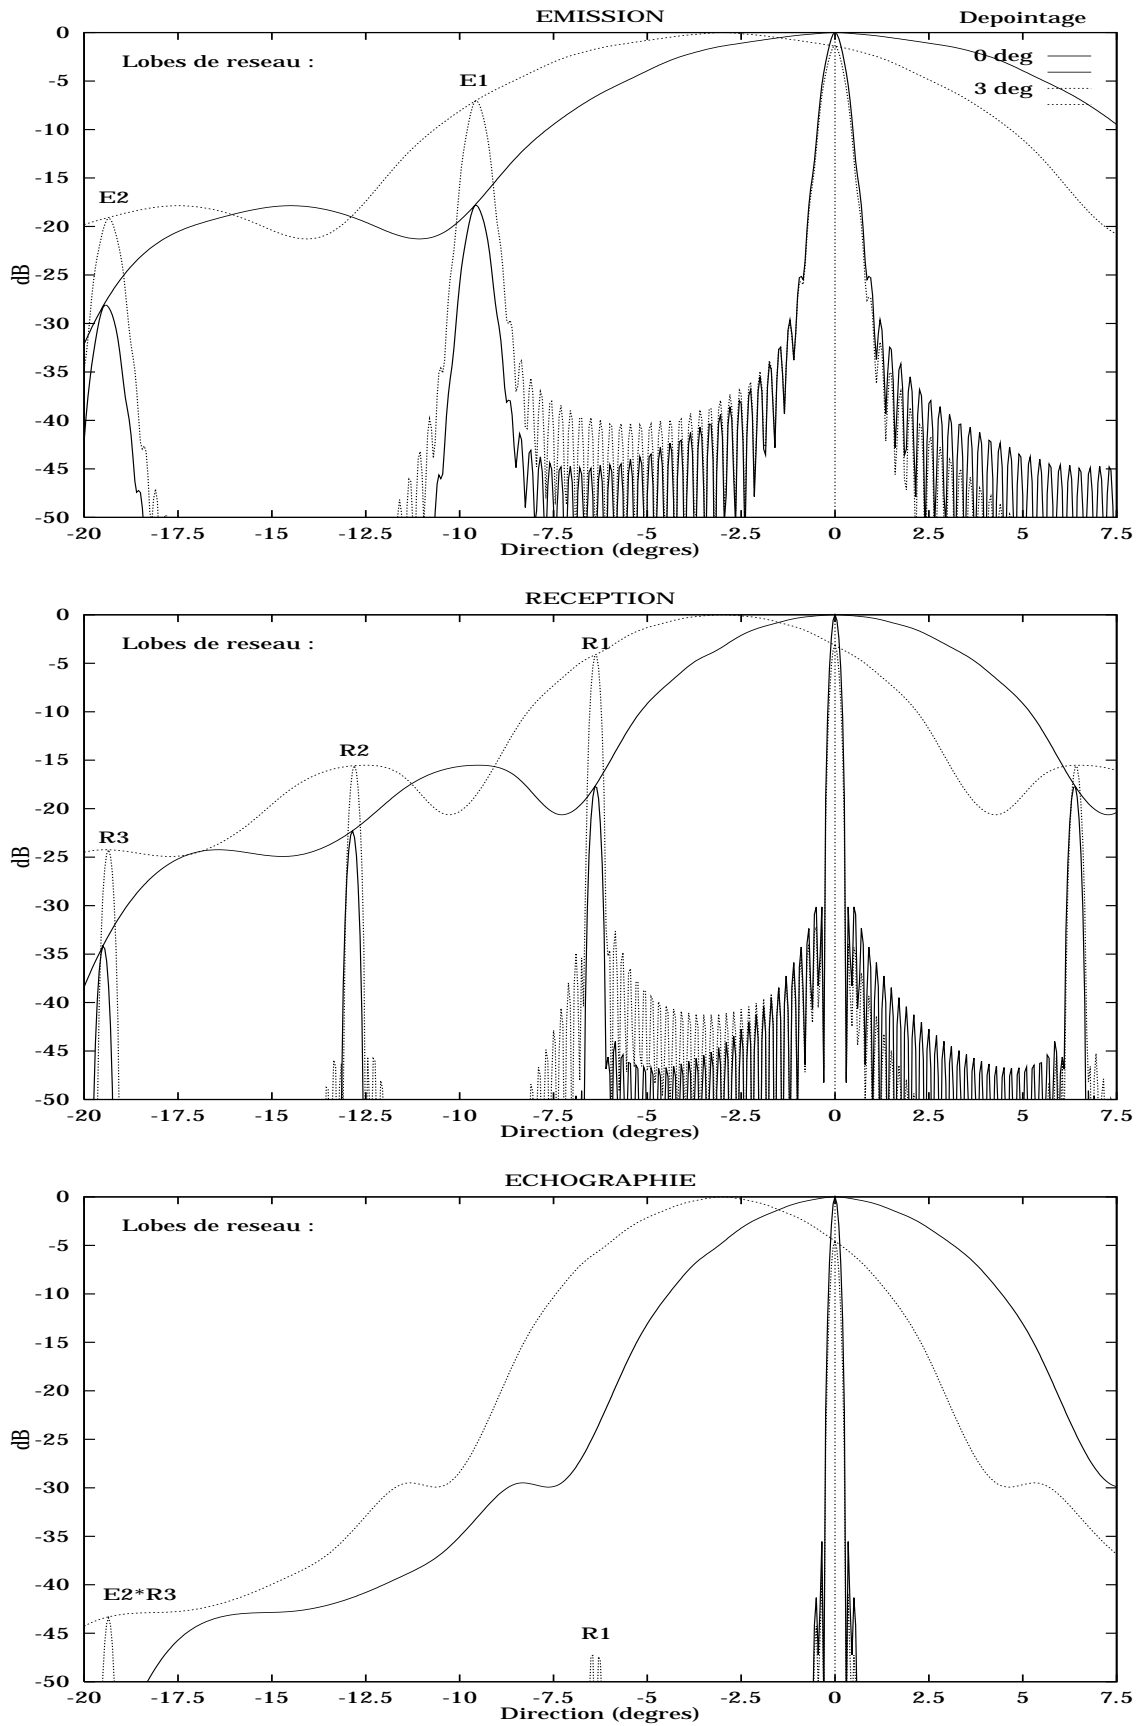 EMISSION
Depointage
0
Lobes de reseau :
0 deg
E1
-5
3 deg
-10
-15
E2
-20
dB
-25
-30
-35
-40
-45
-50
-20 -17.5 -15 -12.5 -10 -7.5 -5 -2.5 0 2.5 5 7.5
Direction (degres)
RECEPTION
0
Lobes de reseau :
R1
-5
-10
R2
-15
-20
R3
-25
dB
-30
-35
-40
-45
-50
-20 -17.5 -15 -12.5 -10 -7.5 -5 -2.5 0 2.5 5 7.5
Direction (degres)
ECHOGRAPHIE
0
Lobes de reseau :
-5
-10
-15
-20
-25
dB
-30
-35
-40
E2*R3
-45
R1
-50
-20 -17.5 -15 -12.5 -10 -7.5 -5 -2.5 0 2.5 5 7.5
Direction (degres)